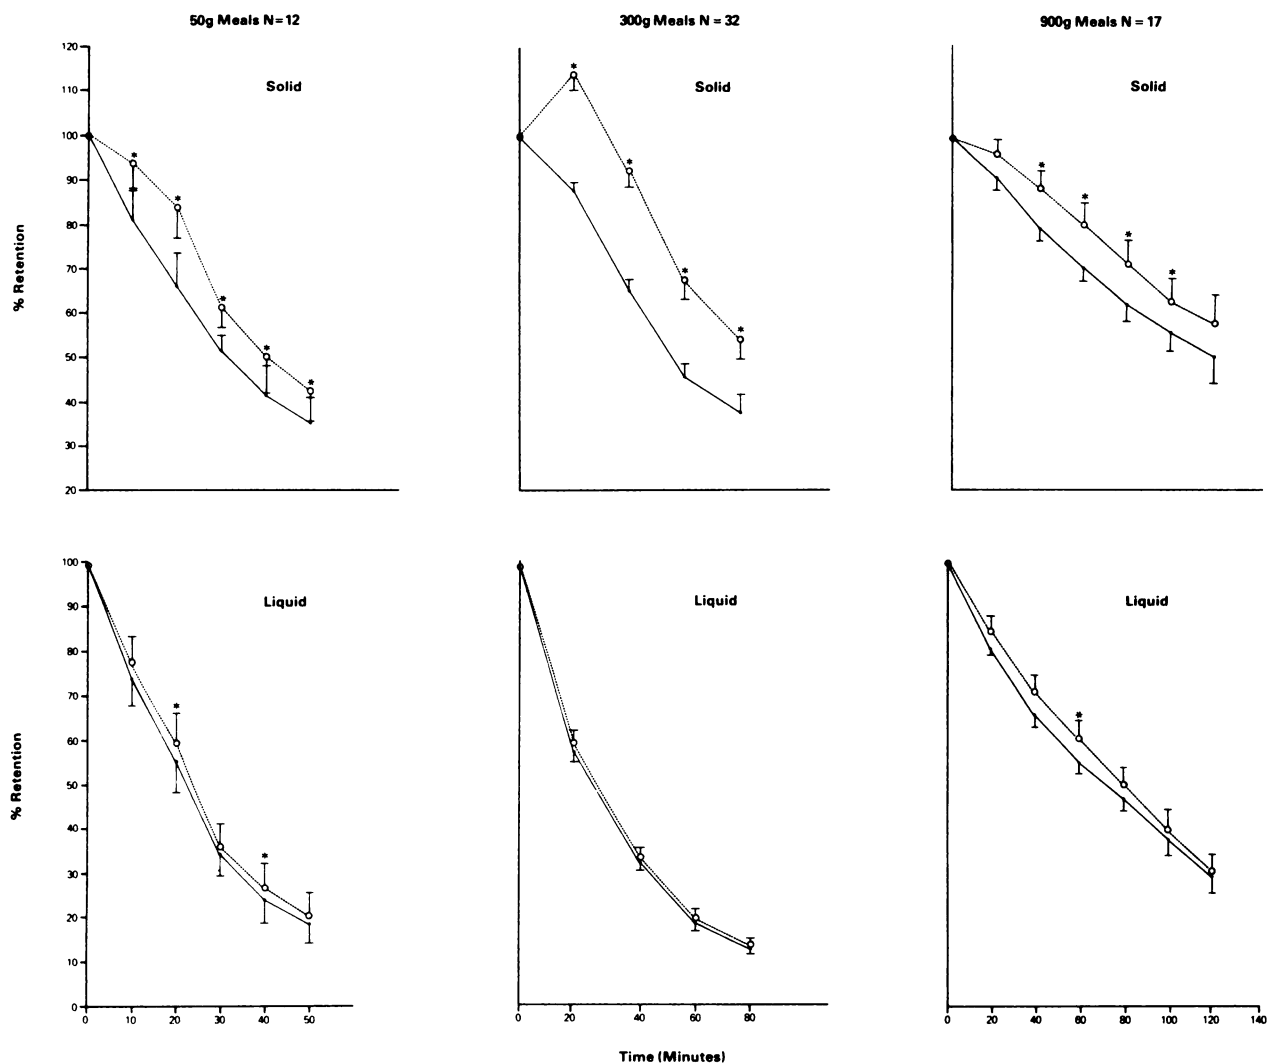 50g Meals N=12
300g Meals N = 32
900g Meals N = 17
Solid
Solid
Solid
120
110
100
90
80
70
60
50
40
30
20
% Retention
* * * * *
* * * *
* * * * *
Liquid
Liquid
Liquid
100
90
80
70
60
50
40
30
20
10
0
% Retention
* *
*
0 10 20 30 40 50
0 20 40 60 80
0 20 40 60 80 100 120 140
Time (Minutes)